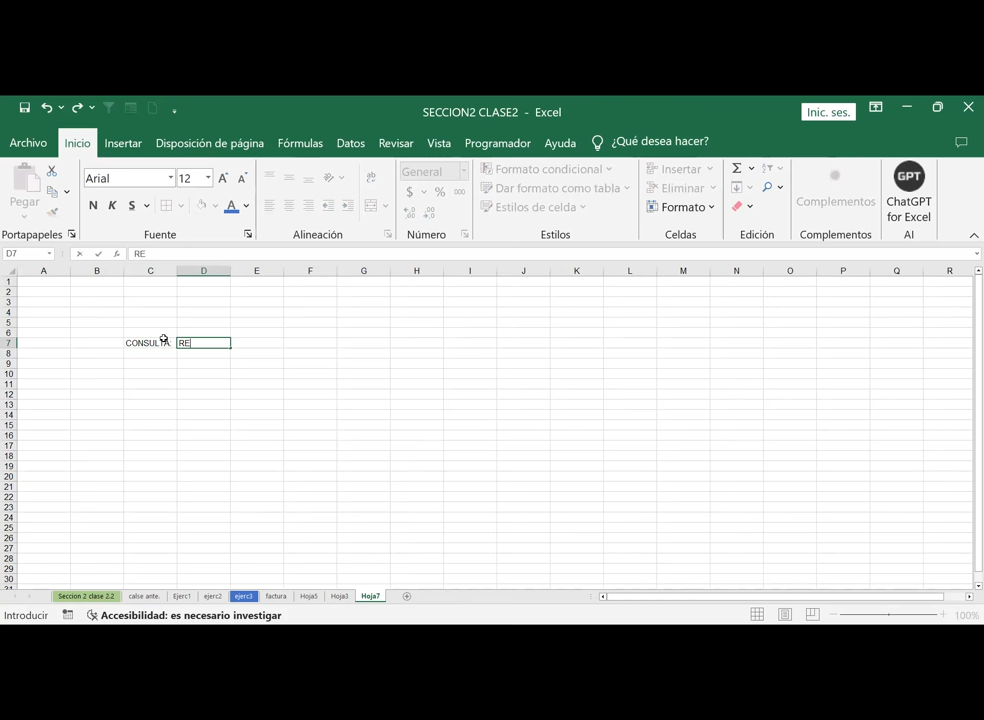 SECCION2 CLASE2 - Excel
Inic. ses.
Archivo Inicio Insertar Disposición de página Fórmulas Datos Revisar Vista Programador Ayuda ¿Qué desea hacer?
Pegar
Arial 12 A A
N K S A
ab
General
$ % 000
Formato condicional
Dar formato como tabla
Estilos de celda
Insertar
Eliminar
Formato
Σ
Complementos
GPT
ChatGPT
for Excel
Portapapeles Fuente Alineación Número Estilos Celdas Edición Complementos AI
D7 fx RE
A B C D E F G H I J K L M N O P Q R
1
2
3
4
5
6
7 CONSULTA: RE
8
9
10
11
12
13
14
15
16
17
18
19
20
21
22
23
24
25
26
27
28
29
30
31
Seccion 2 clase 2.2 calse ante. Ejerc1 ejerc2 ejerc3 factura Hoja5 Hoja3 Hoja7
Introducir Accesibilidad: es necesario investigar 100%